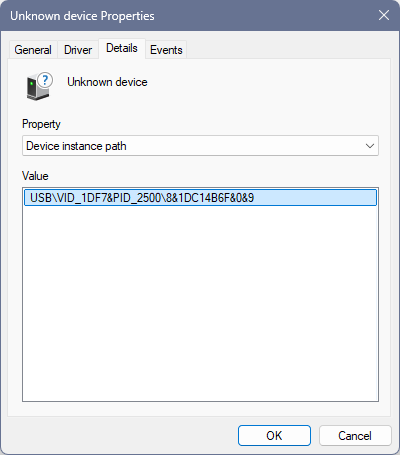 Unknown device Properties
General Driver Details Events
Unknown device
Property
Device instance path
Value
USB\VID_1DF7&PID_2500\8&1DC14B6F&0&9
OK Cancel